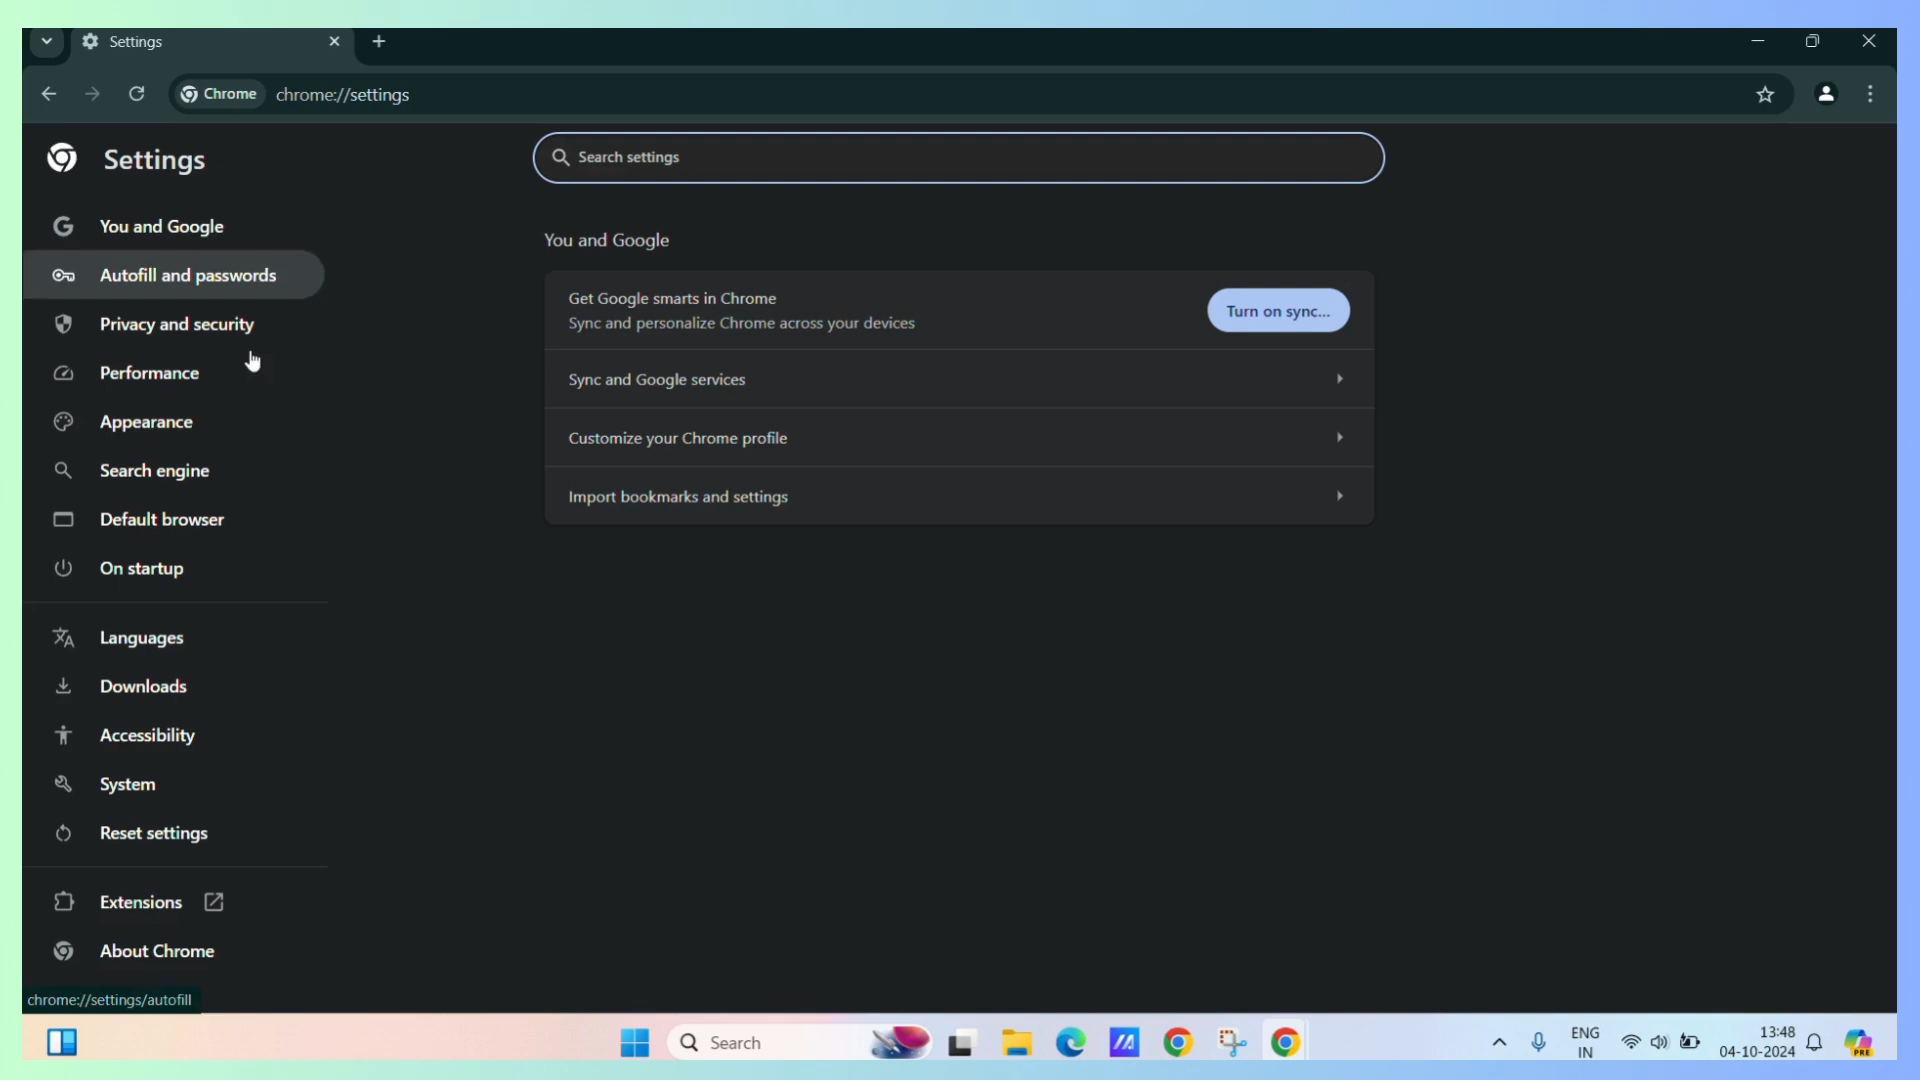 Settings
Chrome chrome://settings
Settings
Search settings
You and Google
Autofill and passwords
Privacy and security
Performance
Appearance
Search engine
Default browser
On startup
Languages
Downloads
Accessibility
System
Reset settings
Extensions
About Chrome
chrome://settings/autofill
You and Google
Get Google smarts in Chrome
Sync and personalize Chrome across your devices
Turn on sync...
Sync and Google services
Customize your Chrome profile
Import bookmarks and settings
Search
ENG
IN
13:48
04-10-2024
PRE